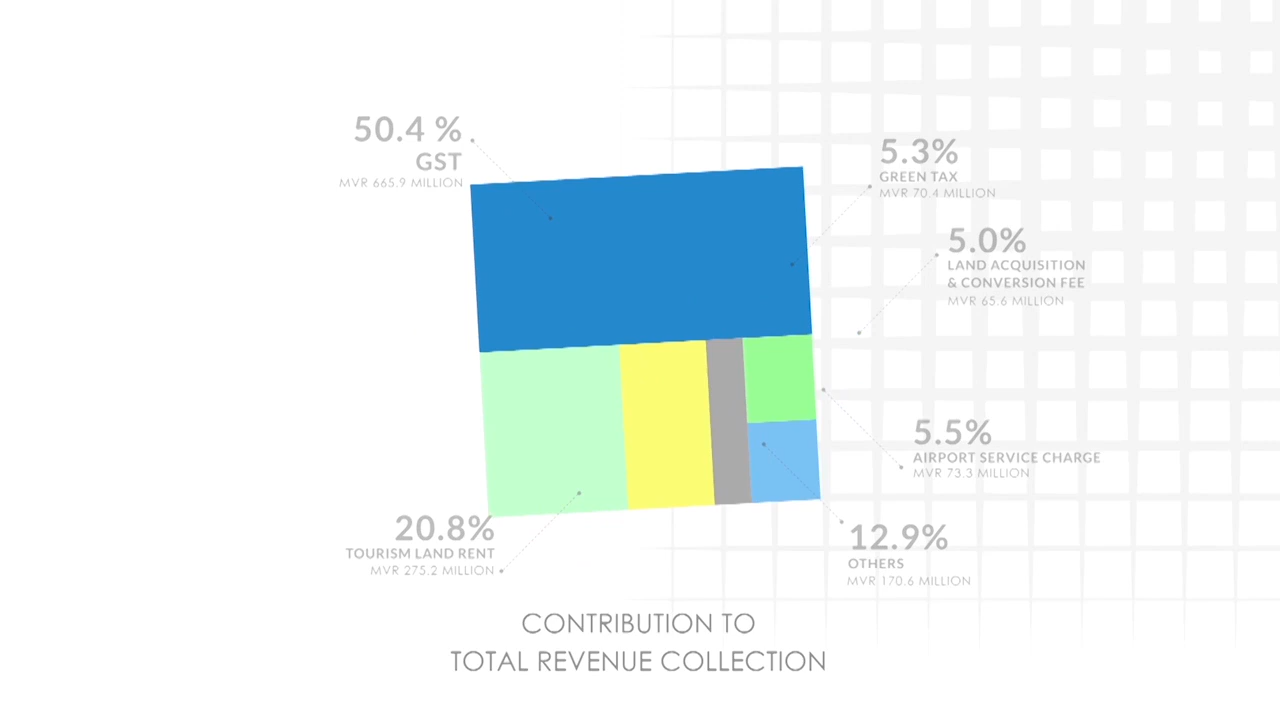 50.4 %
GST
MVR 665.9 MILLION
5.3%
GREEN TAX
MVR 70.4 MILLION
5.0%
LAND ACQUISITION
& CONVERSION FEE
MVR 65.6 MILLION
5.5%
AIRPORT SERVICE CHARGE
MVR 73.3 MILLION
20.8%
TOURISM LAND RENT
MVR 275.2 MILLION
12.9%
OTHERS
MVR 170.6 MILLION
CONTRIBUTION TO
TOTAL REVENUE COLLECTION